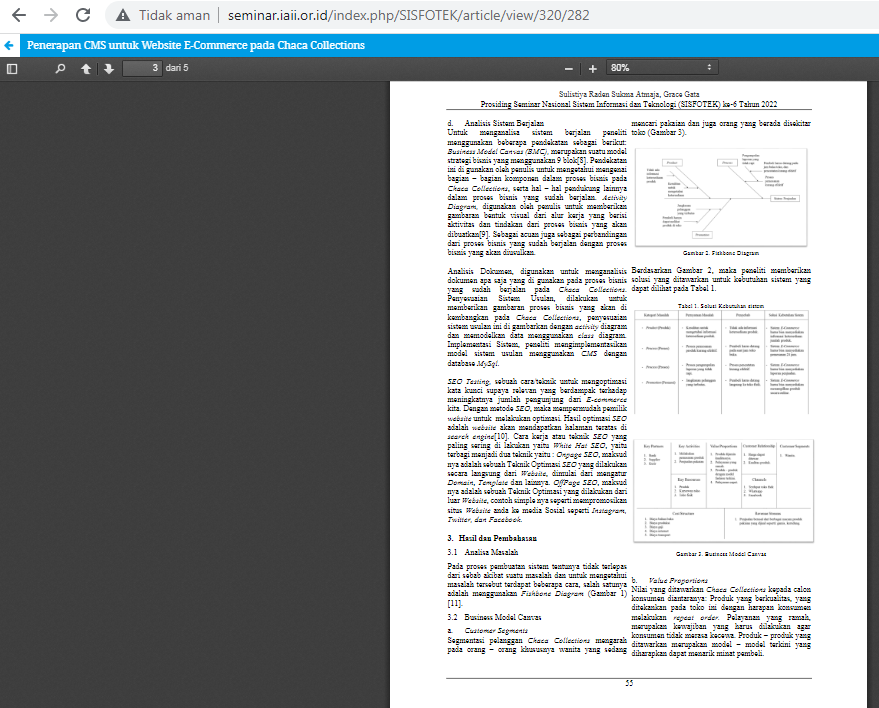 Tidak aman
seminar.iaii.or.id/index.php/SISFOTEK/article/view/320/282
Penerapan CMS untuk Website E-Commerce pada Chaca Collections
3 dari 5
80%
Sulistiya Raden Sukma Atmaja, Grace Gata
Prosiding Seminar Nasional Sistem Informasi dan Teknologi (SISFOTEK) ke-6 Tahun 2022
d. Analisis Sistem Berjalan
Untuk menganalisa sistem berjalan peneliti
menggunakan beberapa pendekatan sebagai berikut:
Business Model Canvas (BMC), merupakan suatu model
strategi bisnis yang menggunakan 9 blok[8]. Pendekatan
ini di gunakan oleh penulis untuk mengetahui mengenai
bagian – bagian komponen dalam proses bisnis pada
Chaca Collections, serta hal – hal pendukung lainnya
dalam proses bisnis yang sudah berjalan. Activity
Diagram, digunakan oleh penulis untuk memberikan
gambaran bentuk visual dari alur kerja yang berisi
aktivitas dan tindakan dari proses bisnis yang akan
dibuatkan[9]. Sebagai acuan juga sebagai perbandingan
dari proses bisnis yang sudah berjalan dengan proses
bisnis yang akan diusulkan.
Analisis Dokumen, digunakan untuk menganalisis
dokumen apa saja yang di gunakan pada proses bisnis
yang sudah berjalan pada Chaca Collections.
Penyesuaian Sistem Usulan, dilakukan untuk
memberikan gambaran proses bisnis yang akan di
kembangkan pada Chaca Collections, penyesuaian
sistem usulan ini di gambarkan dengan activity diagram
dan memodelkan data menggunakan class diagram.
Implementasi Sistem, peneliti mengimplementasikan
model sistem usulan menggunakan CMS dengan
database MySql.
SEO Testing, sebuah cara/teknik untuk mengoptimasi
kata kunci supaya relevan yang berdampak terhadap
meningkatnya jumlah pengunjung dari E-commerce
kita. Dengan metode SEO, maka mempermudah pemilik
website untuk melakukan optimasi. Hasil optimasi SEO
adalah website akan mendapatkan halaman teratas di
search engine[10]. Cara kerja atau teknik SEO yang
paling sering di lakukan yaitu White Hat SEO, yaitu
terbagi menjadi dua teknik yaitu : Onpage SEO, maksud
nya adalah sebuah Teknik Optimasi SEO yang dilakukan
secara langsung dari Website, dimulai dari mengatur
Domain, Template dan lainnya. OffPage SEO, maksud
nya adalah sebuah Teknik Optimasi yang dilakukan dari
luar Website, contoh simple nya seperti mempromosikan
situs Website anda ke media Sosial seperti Instagram,
Twitter, dan Facebook.
3. Hasil dan Pembahasan
3.1 Analisa Masalah
Pada proses pembuatan sistem tentunya tidak terlepas
dari sebab akibat suatu masalah dan untuk mengetahui
masalah tersebut terdapat beberapa cara, salah satunya
adalah menggunakan Fishbone Diagram (Gambar 1)
[11].
3.2 Business Model Canvas
a. Customer Segments
Segmentasi pelanggan Chaca Collections mengarah
pada orang – orang khususnya wanita yang sedang
mencari pakaian dan juga orang yang berada disekitar
toko (Gambar 3).
Gambar 2. Fishbone Diagram
Berdasarkan Gambar 2, maka peneliti memberikan
solusi yang ditawarkan untuk kebutuhan sistem yang
dapat dilihat pada Tabel 1.
Tabel 1. Solusi Kebutuhan sistem
Gambar 3. Business Model Canvas
b. Value Proportions
Nilai yang ditawarkan Chaca Collections kepada calon
konsumen diantaranya: Produk yang berkualitas, yang
ditekankan pada toko ini dengan harapan konsumen
melakukan repeat order. Pelayanan yang ramah,
merupakan kewajiban yang harus dilakukan agar
konsumen tidak merasa kecewa. Produk – produk yang
ditawarkan merupakan model – model terkini yang
diharapkan dapat menarik minat pembeli.
55